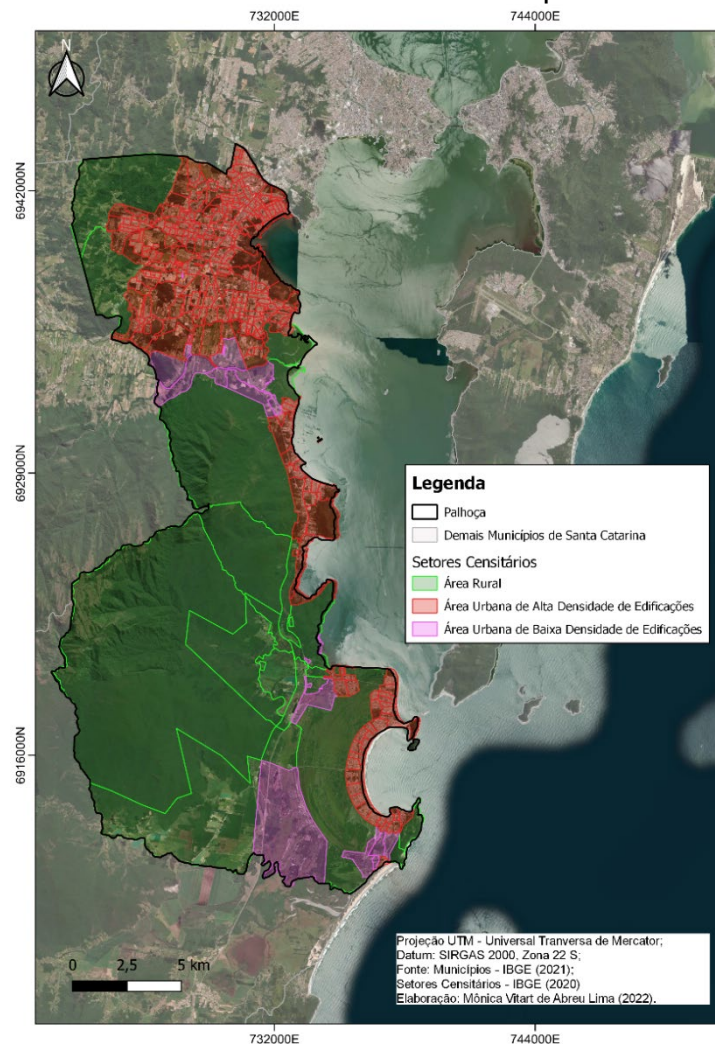 732000E
744000E
N
6942000N
6929000N
6916000N
Legenda
Palhoça
Demais Municípios de Santa Catarina
Setores Censitários
Área Rural
Área Urbana de Alta Densidade de Edificações
Área Urbana de Baixa Densidade de Edificações
Projeção UTM - Universal Tranversa de Mercator;
Datum: SIRGAS 2000, Zona 22 S;
Fonte: Municípios - IBGE (2021);
Setores Censitários - IBGE (2020)
Elaboração: Mônica Vitart de Abreu Lima (2022).
0 2,5 5 km
732000E
744000E